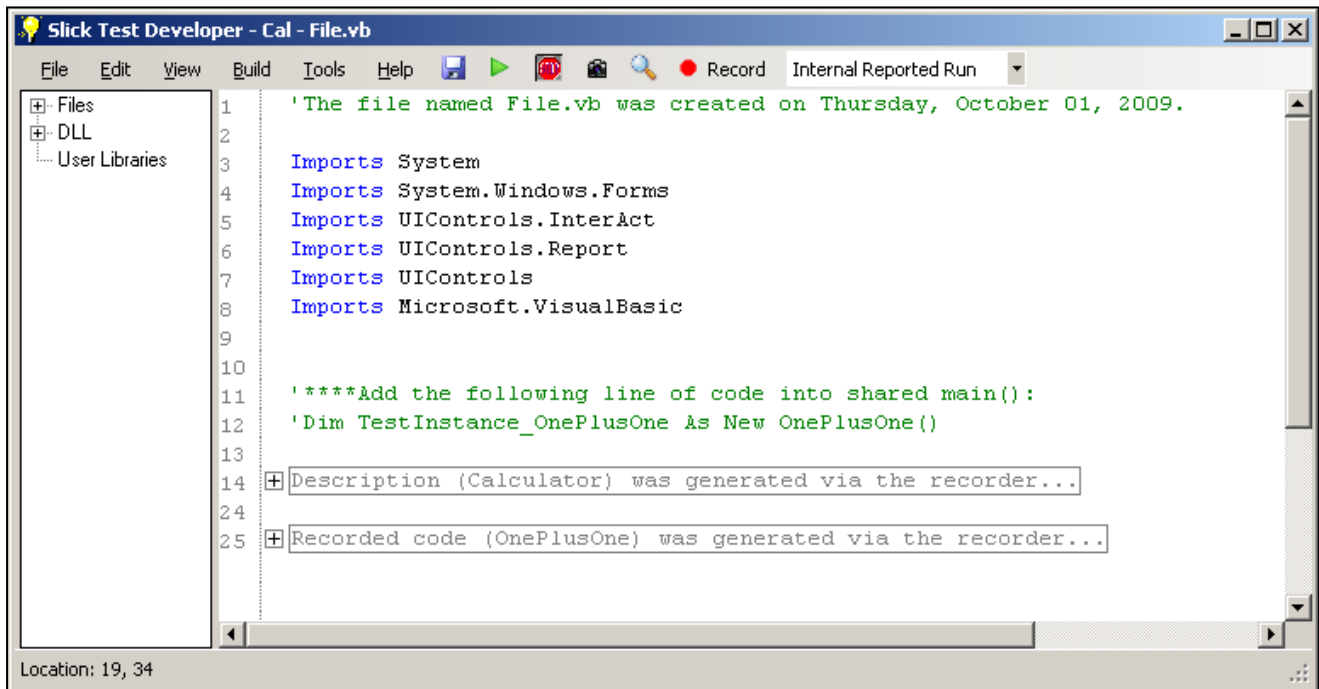 Slick Test Developer - Cal - File.vb
File Edit View Build Tools Help Record Internal Reported Run
Files
DLL
User Libraries
1 'The file named File.vb was created on Thursday, October 01, 2009.
2
3 Imports System
4 Imports System.Windows.Forms
5 Imports UIControls.InterAct
6 Imports UIControls.Report
7 Imports UIControls
8 Imports Microsoft.VisualBasic
9
10
11 '****Add the following line of code into shared main():
12 'Dim TestInstance_OnePlusOne As New OnePlusOne()
13
14 Description (Calculator) was generated via the recorder...
24
25 Recorded code (OnePlusOne) was generated via the recorder...
Location: 19, 34